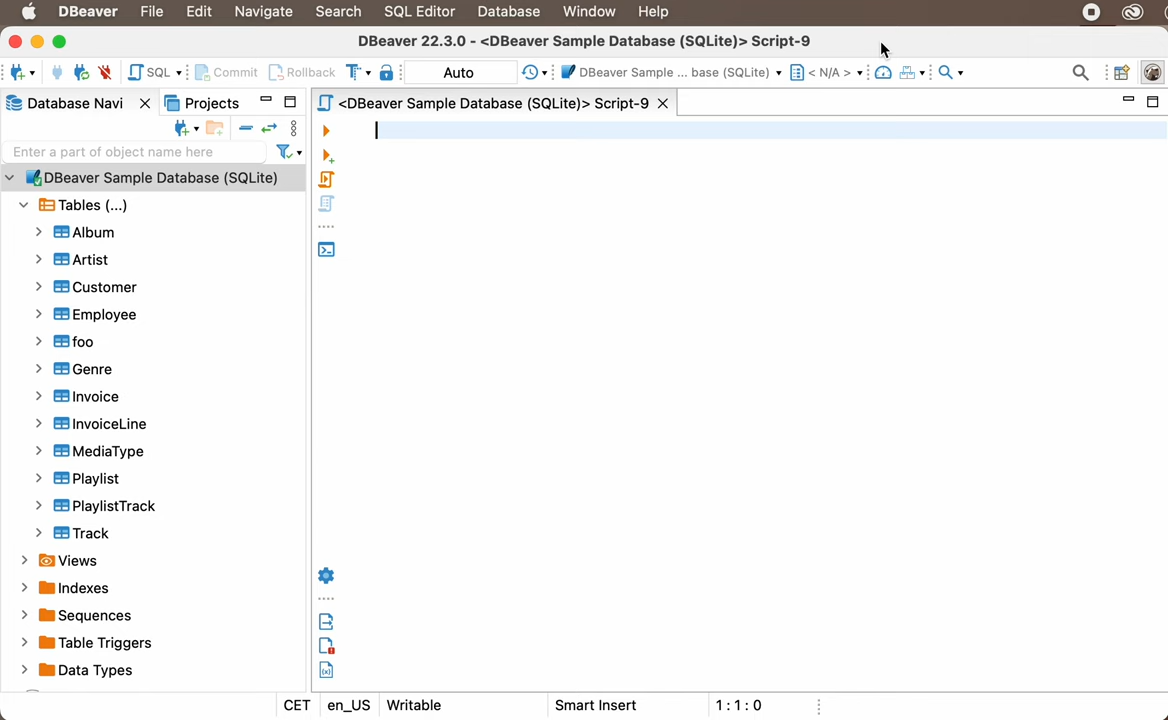 DBeaver File Edit Navigate Search SQL Editor Database Window Help
DBeaver 22.3.0 - <DBeaver Sample Database (SQLite)> Script-9
SQL Commit Rollback Auto DBeaver Sample ... base (SQLite) < N/A >
Database Navi Projects <DBeaver Sample Database (SQLite)> Script-9
Enter a part of object name here
DBeaver Sample Database (SQLite)
Tables (...)
Album
Artist
Customer
Employee
foo
Genre
Invoice
InvoiceLine
MediaType
Playlist
PlaylistTrack
Track
Views
Indexes
Sequences
Table Triggers
Data Types
CET en_US Writable Smart Insert 1 : 1 : 0